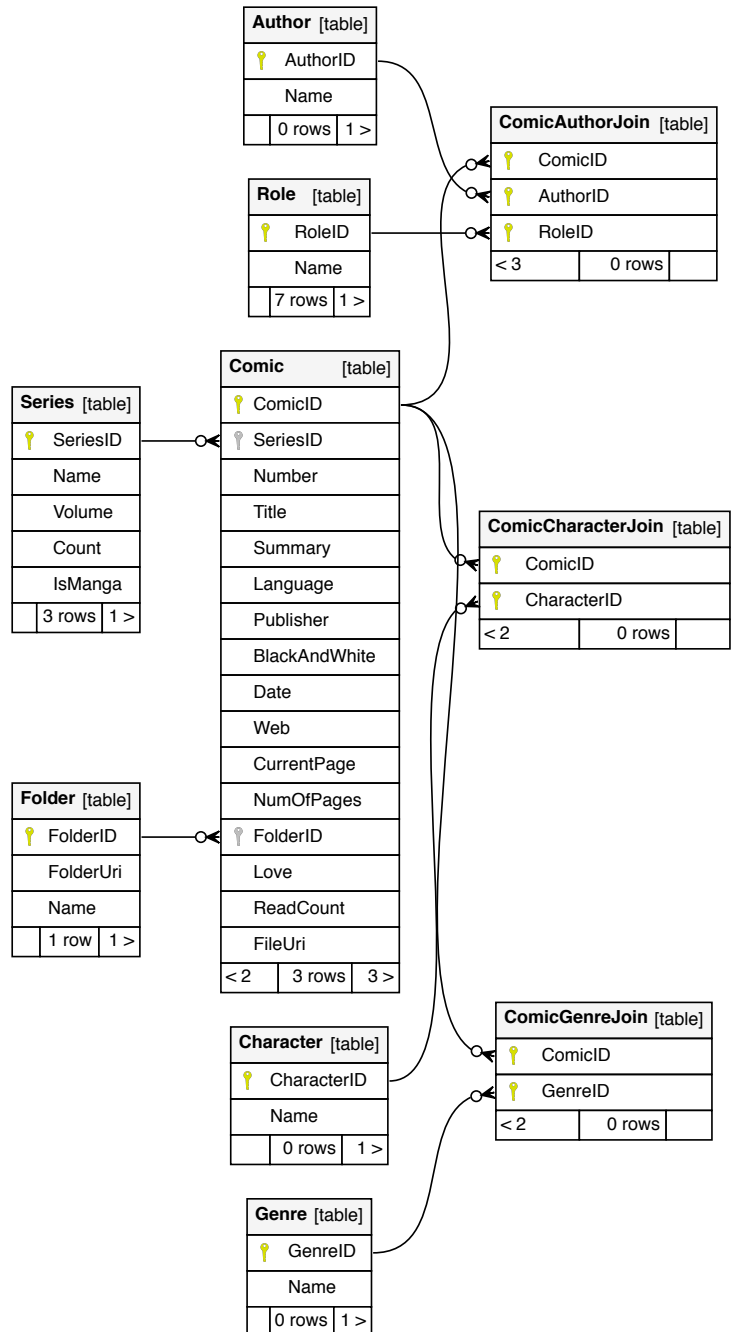 Author [table]
AuthorID
Name
0 rows 1 >
ComicAuthorJoin [table]
ComicID
AuthorID
RoleID
< 3 0 rows
Role [table]
RoleID
Name
7 rows 1 >
Comic [table]
ComicID
SeriesID
Number
Title
Summary
Language
Publisher
BlackAndWhite
Date
Web
CurrentPage
NumOfPages
FolderID
Love
ReadCount
FileUri
< 2 3 rows 3 >
Series [table]
SeriesID
Name
Volume
Count
IsManga
3 rows 1 >
ComicCharacterJoin [table]
ComicID
CharacterID
< 2 0 rows
Folder [table]
FolderID
FolderUri
Name
1 row 1 >
ComicGenreJoin [table]
ComicID
GenreID
< 2 0 rows
Character [table]
CharacterID
Name
0 rows 1 >
Genre [table]
GenreID
Name
0 rows 1 >